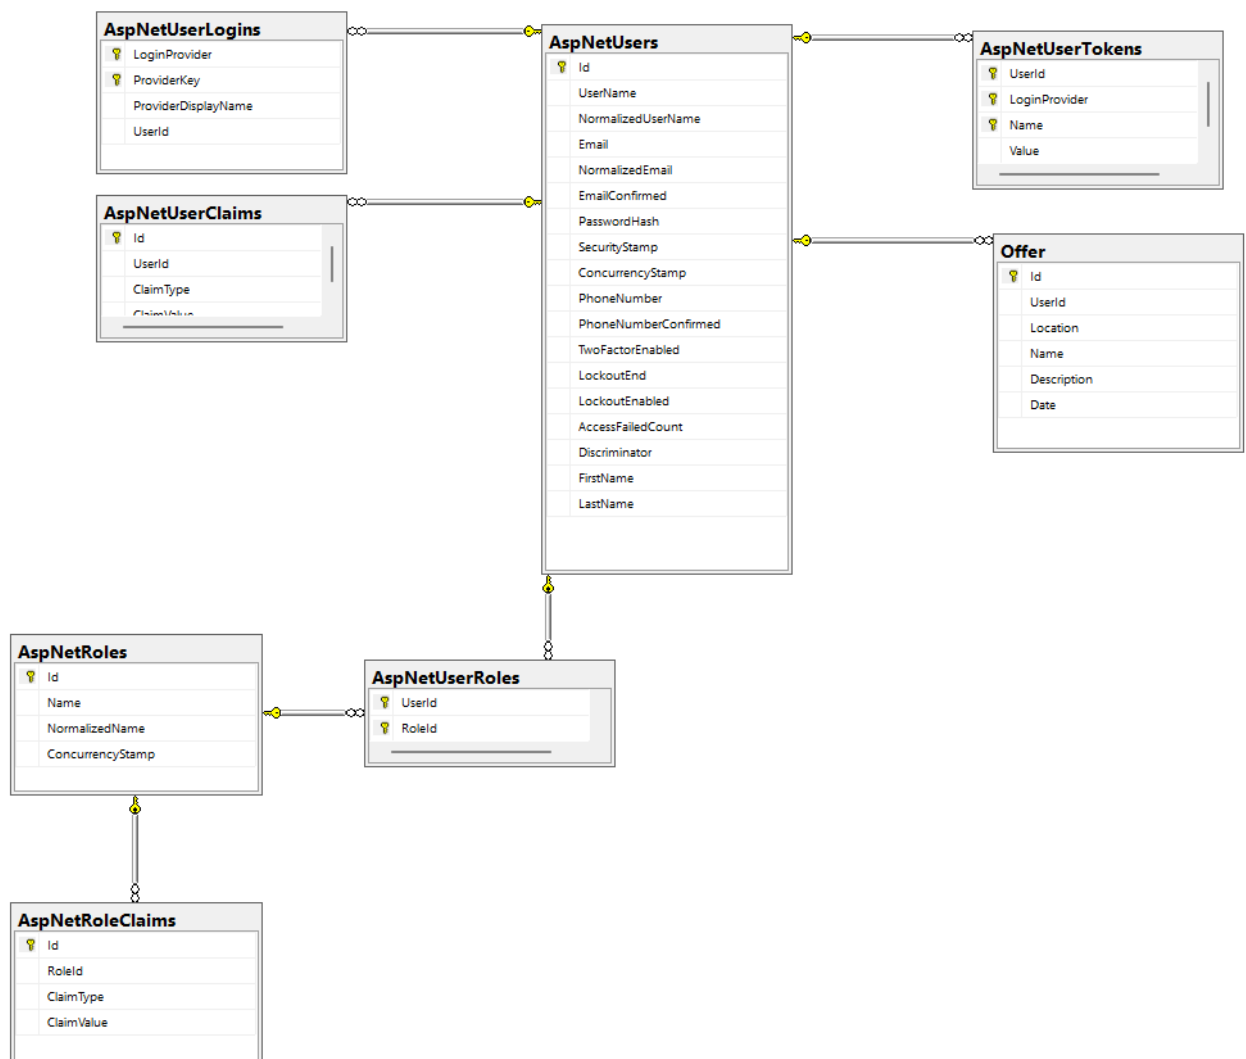 AspNetUserLogins
LoginProvider
ProviderKey
ProviderDisplayName
UserId
AspNetUserClaims
Id
UserId
ClaimType
ClaimValue
AspNetUsers
Id
UserName
NormalizedUserName
Email
NormalizedEmail
EmailConfirmed
PasswordHash
SecurityStamp
ConcurrencyStamp
PhoneNumber
PhoneNumberConfirmed
TwoFactorEnabled
LockoutEnd
LockoutEnabled
AccessFailedCount
Discriminator
FirstName
LastName
AspNetUserTokens
UserId
LoginProvider
Name
Value
Offer
Id
UserId
Location
Name
Description
Date
AspNetRoles
Id
Name
NormalizedName
ConcurrencyStamp
AspNetUserRoles
UserId
RoleId
AspNetRoleClaims
Id
RoleId
ClaimType
ClaimValue